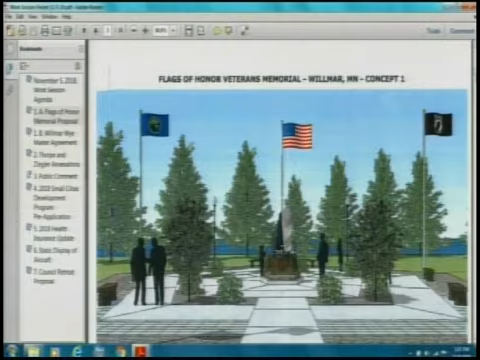 Bookmarks
FLAGS OF HONOR VETERANS MEMORIAL - WILLMAR, MN - CONCEPT 1
November 5, 2018
Work Session
Agenda
1. A. Flags of Honor
Memorial Proposal
1. B. Willmar Wye
Market Agreement
2. Thorpe and
Ziegler Annexations
3. Public Comment
4. 2019 Small Cities
Development
Program
Pre-Application
5. 2019 Health
Insurance Update
6. Static Display of
Aircraft
7. Council Retreat
Proposal